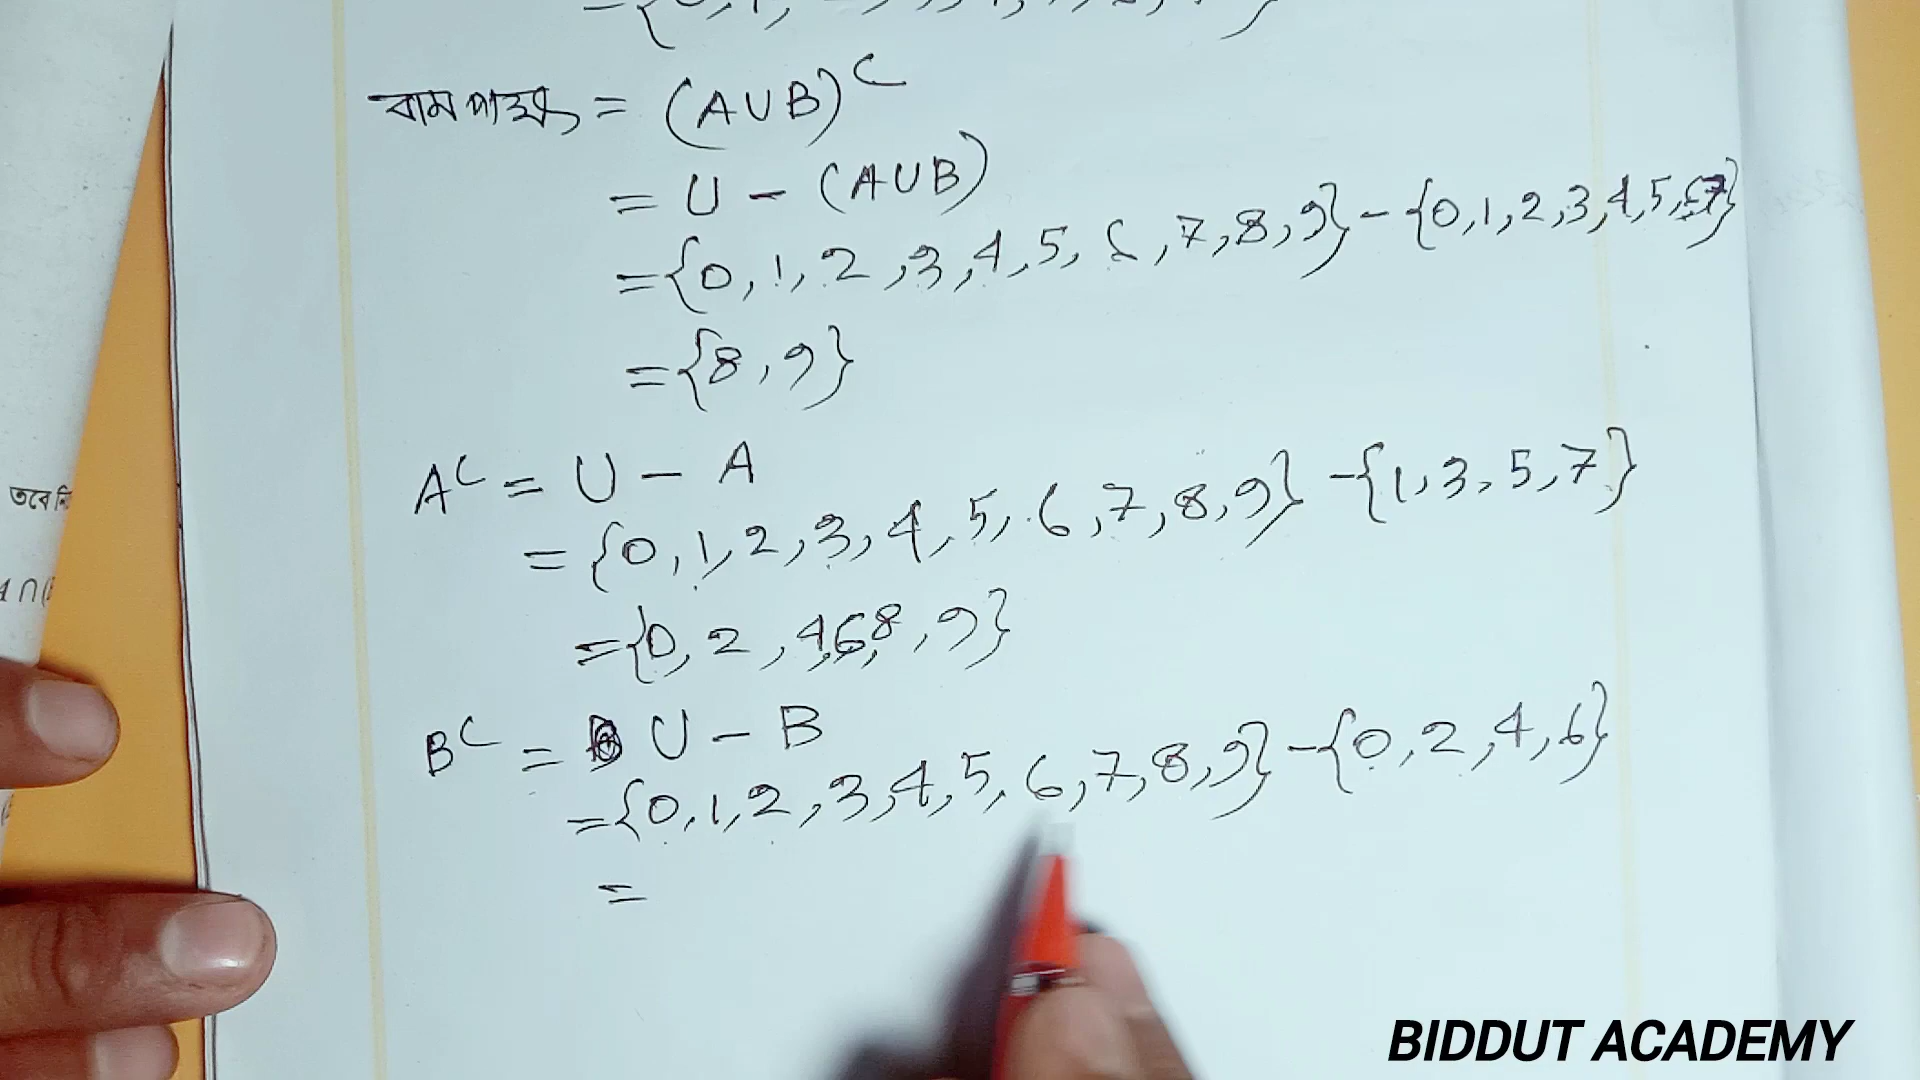 বামপক্ষ = (A∪B)ᶜ
= U - (A∪B)
= {0, 1, 2, 3, 4, 5, 6, 7, 8, 9} - {0, 1, 2, 3, 4, 5, 6, 7}
= {8, 9}
Aᶜ = U - A
= {0, 1, 2, 3, 4, 5, 6, 7, 8, 9} - {1, 3, 5, 7}
= {0, 2, 4, 6, 8, 9}
Bᶜ = U - B
= {0, 1, 2, 3, 4, 5, 6, 7, 8, 9} - {0, 2, 4, 6}
=
তবে
BIDDUT ACADEMY